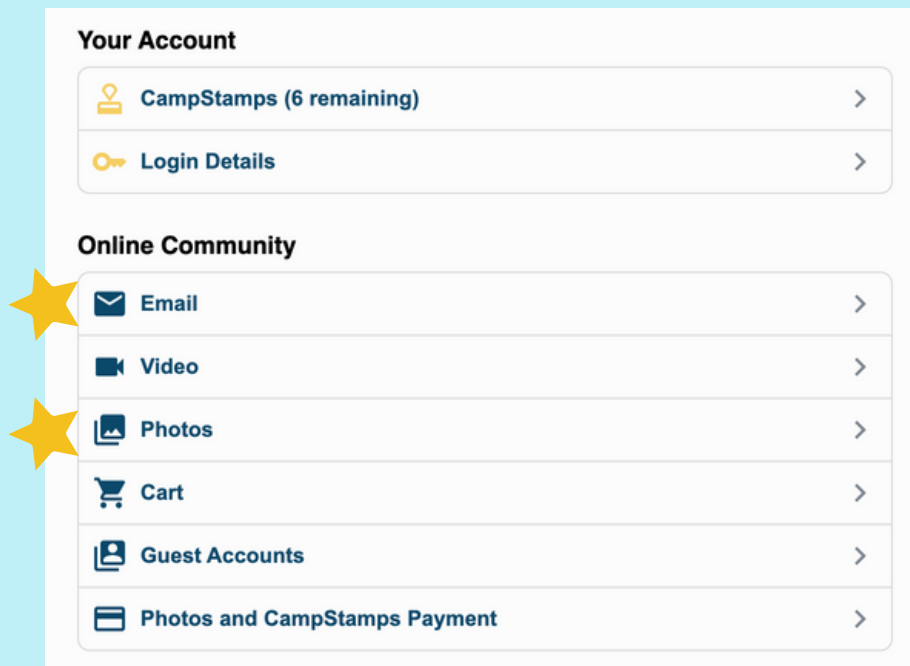 Your Account
CampStamps (6 remaining)
Login Details
Online Community
Email
Video
Photos
Cart
Guest Accounts
Photos and CampStamps Payment